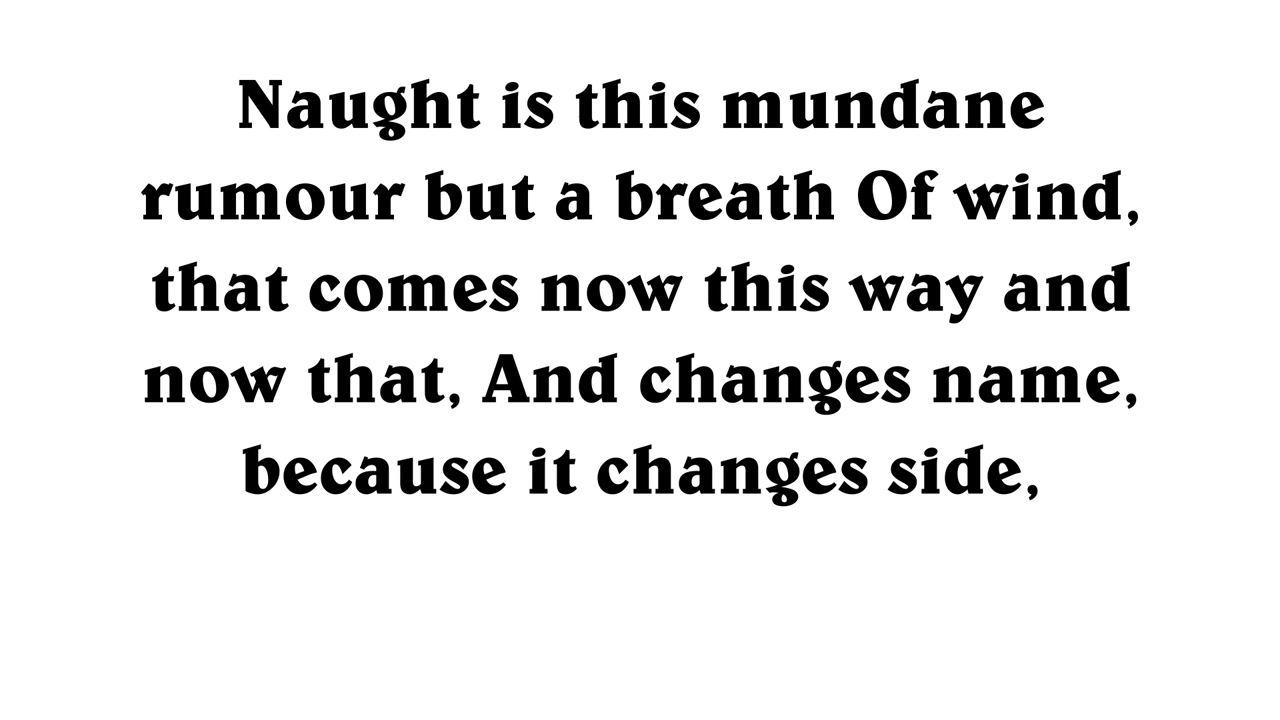 Naught is this mundane
rumour but a breath Of wind,
that comes now this way and
now that, And changes name,
because it changes side,